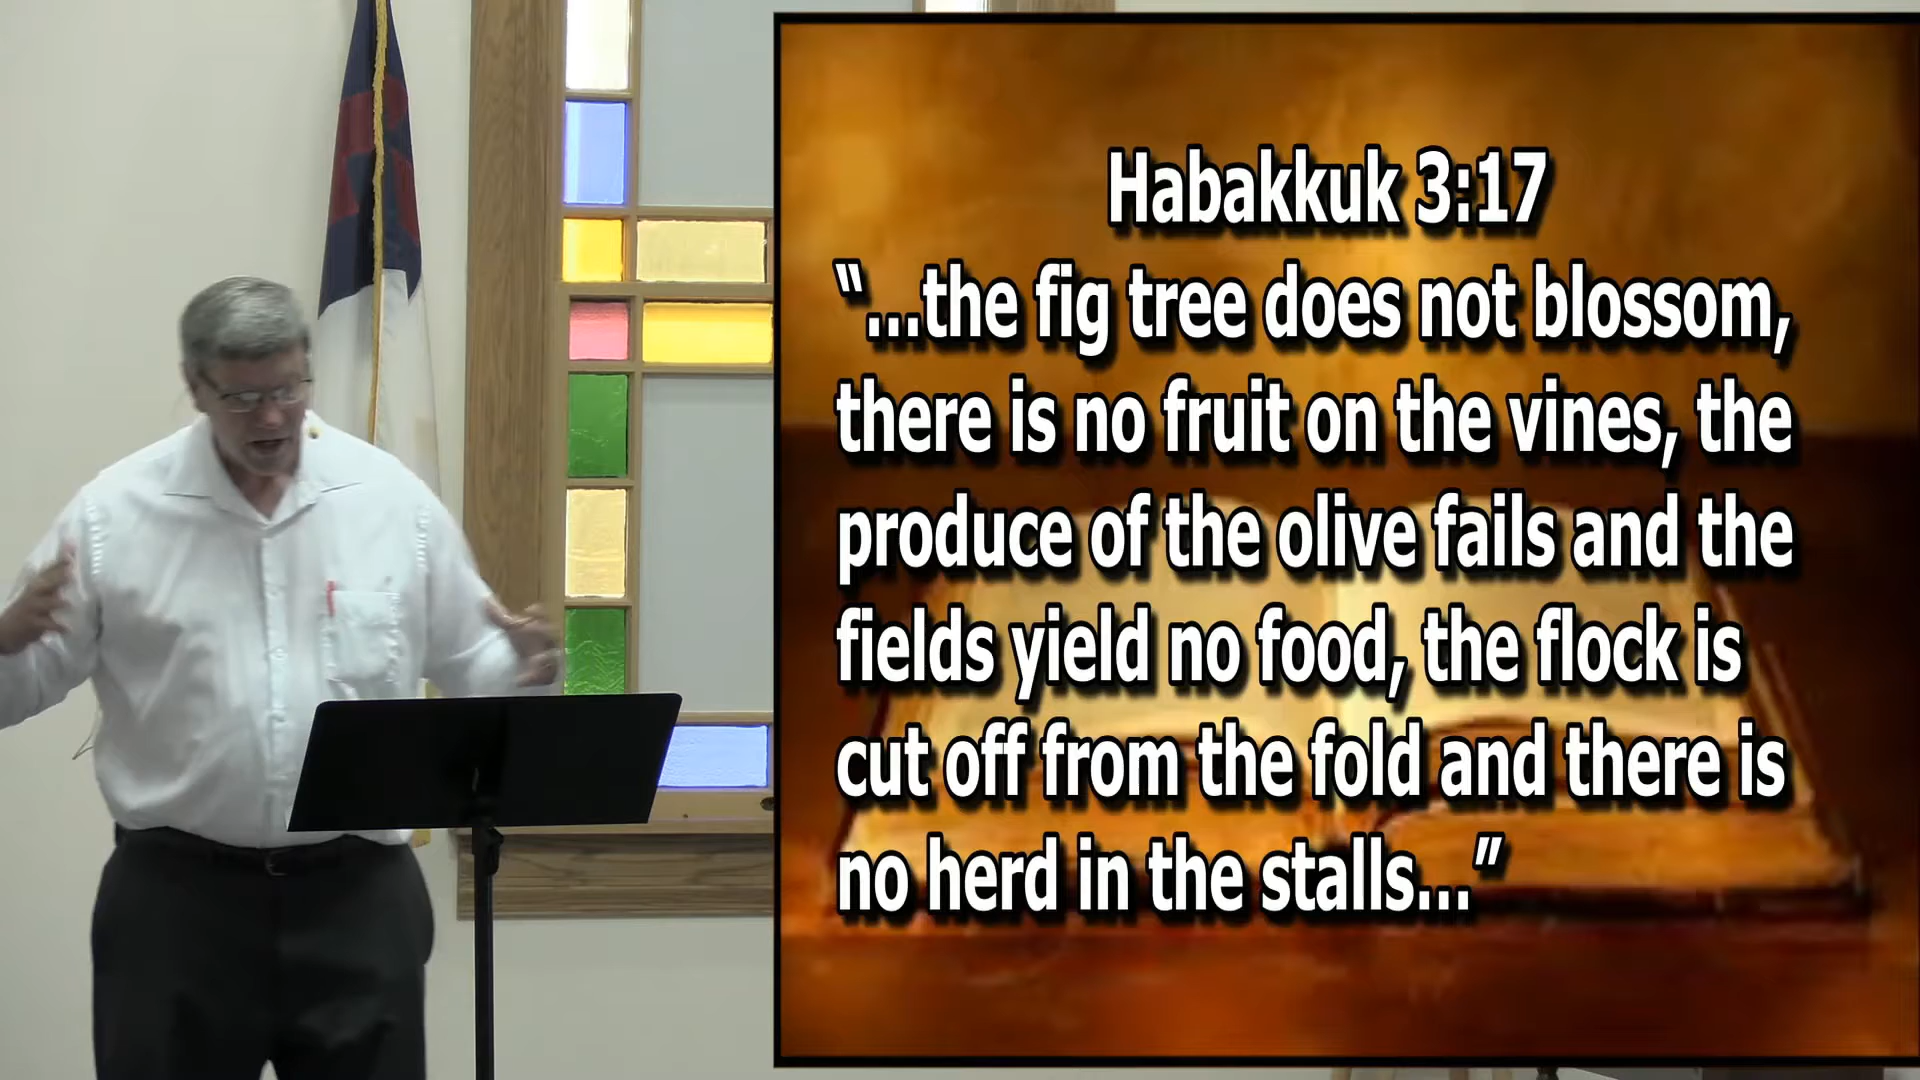 Habakkuk 3:17
“...the fig tree does not blossom,
there is no fruit on the vines, the
produce of the olive fails and the
fields yield no food, the flock is
cut off from the fold and there is
no herd in the stalls...”